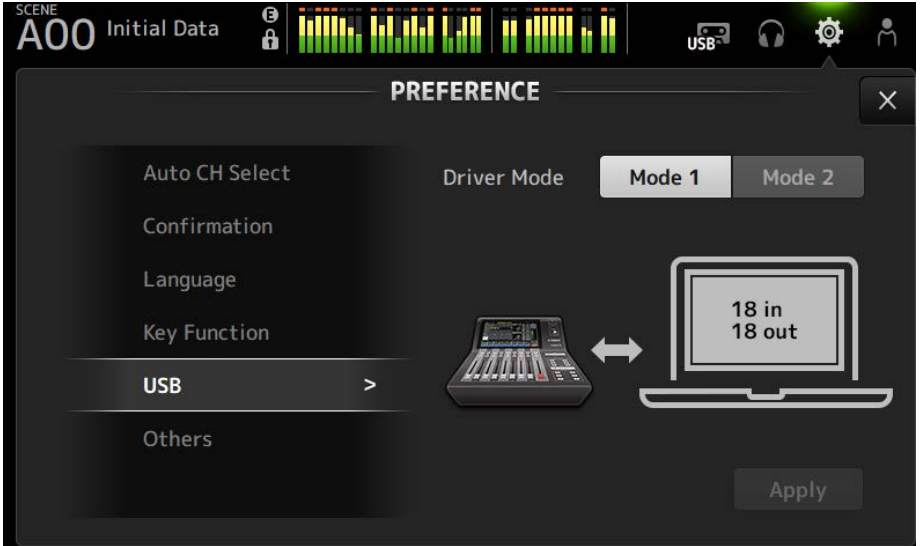 SCENE
A00 Initial Data
E
USB
PREFERENCE
Auto CH Select
Driver Mode
Mode 1
Mode 2
Confirmation
Language
Key Function
USB >
Others
18 in
18 out
Apply